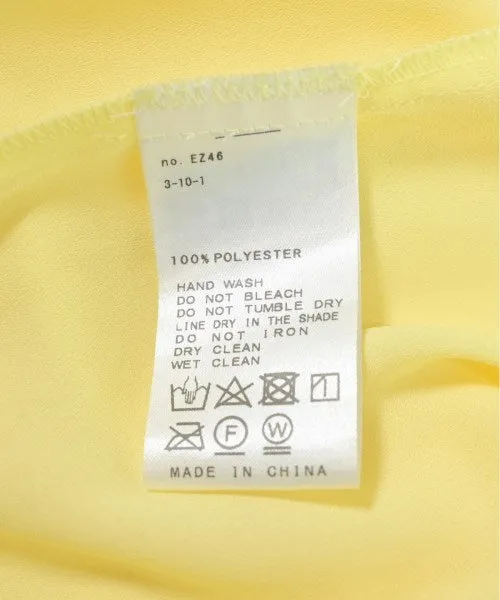 no. EZ46
3-10-1
100% POLYESTER
HAND WASH
DO NOT BLEACH
DO NOT TUMBLE DRY
LINE DRY IN THE SHADE
DO NOT IRON
DRY CLEAN
WET CLEAN
F W
MADE IN CHINA